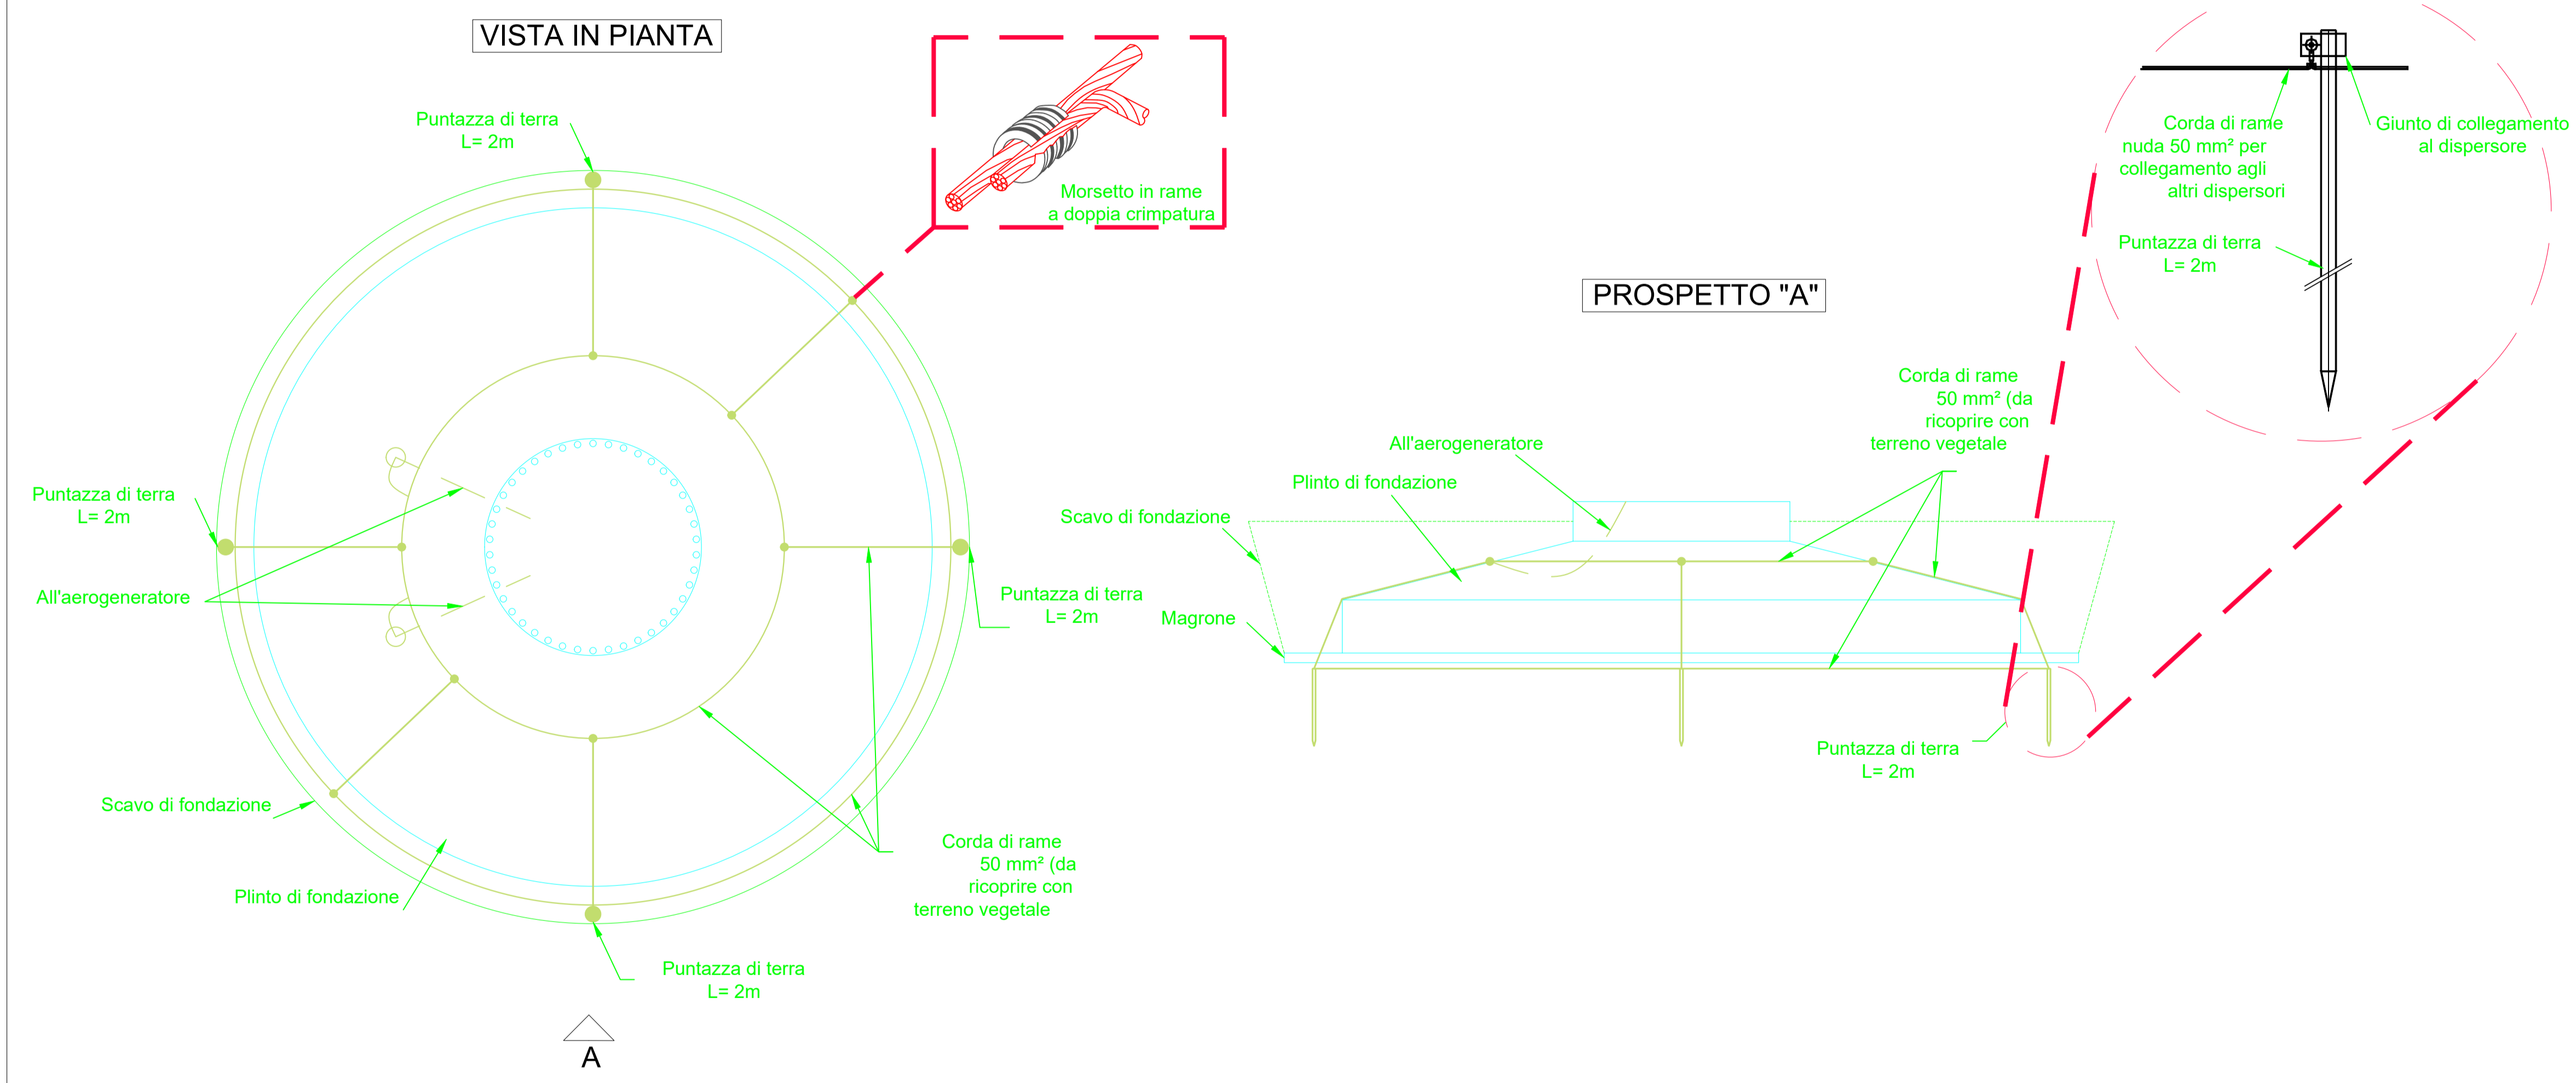 VISTA IN PIANTA
Puntazza di terra
L= 2m
Morsetto in rame
a doppia crimpatura
Puntazza di terra
L= 2m
All'aerogeneratore
Puntazza di terra
L= 2m
Scavo di fondazione
Plinto di fondazione
Corda di rame
50 mm² (da
ricoprire con
terreno vegetale
Puntazza di terra
L= 2m
A
PROSPETTO "A"
Corda di rame
50 mm² (da
ricoprire con
terreno vegetale
All'aerogeneratore
Plinto di fondazione
Scavo di fondazione
Magrone
Puntazza di terra
L= 2m
Corda di rame
nuda 50 mm² per
collegamento agli
altri dispersori
Giunto di collegamento
al dispersore
Puntazza di terra
L= 2m